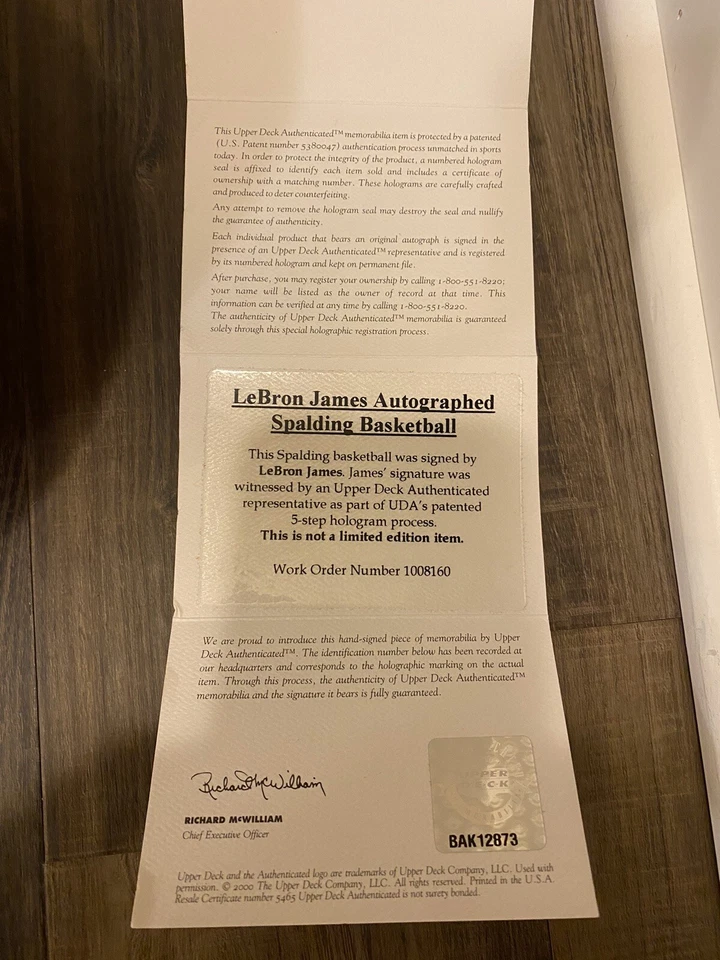 This Upper Deck Authenticated™ memorabilia item is protected by a patented
(U.S. Patent number 5380047) authentication process unmatched in sports
today. In order to protect the integrity of the product, a numbered hologram
seal is affixed to identify each item sold and includes a certificate of
ownership with a matching number. These holograms are carefully crafted
and produced to deter counterfeiting.
Any attempt to remove the hologram seal may destroy the seal and nullify
the guarantee of authenticity.
Each individual product that bears an original autograph is signed in the
presence of an Upper Deck Authenticated™ representative and is registered
by its numbered hologram and kept on permanent file.
After purchase, you may register your ownership by calling 1-800-551-8220;
your name will be listed as the owner of record at that time. This
information can be verified at any time by calling 1-800-551-8220.
The authenticity of Upper Deck Authenticated™ memorabilia is guaranteed
solely through this special holographic registration process.
LeBron James Autographed
Spalding Basketball
This Spalding basketball was signed by
LeBron James. James' signature was
witnessed by an Upper Deck Authenticated
representative as part of UDA's patented
5-step hologram process.
This is not a limited edition item.
Work Order Number 1008160
We are proud to introduce this hand-signed piece of memorabilia by Upper
Deck Authenticated™. The identification number below has been recorded at
our headquarters and corresponds to the holographic marking on the actual
item. Through this process, the authenticity of Upper Deck Authenticated™
memorabilia and the signature it bears is fully guaranteed.
Richard McWilliam
RICHARD McWILLIAM
Chief Executive Officer
UPPER
DECK
BAK12873
Upper Deck and the Authenticated logo are trademarks of Upper Deck Company, LLC. Used with
permission. © 2000 The Upper Deck Company, LLC. All rights reserved. Printed in the U.S.A.
Resale Certificate number 5465 Upper Deck Authenticated is not surety bonded.